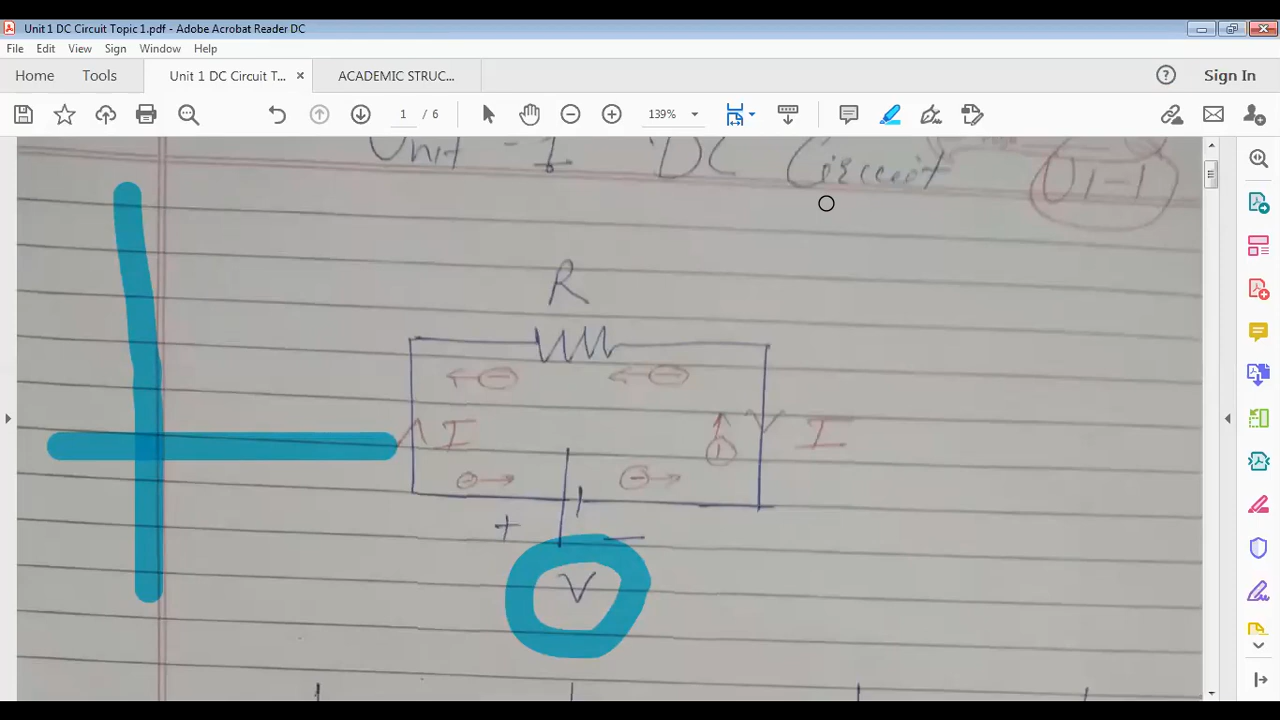 Unit 1 DC Circuit Topic 1.pdf - Adobe Acrobat Reader DC
File Edit View Sign Window Help
Home Tools Unit 1 DC Circuit T... × ACADEMIC STRUC... ? Sign In
1 / 6 139%
Unit - I DC Circuit
U1-1
R
I I
+ −
V